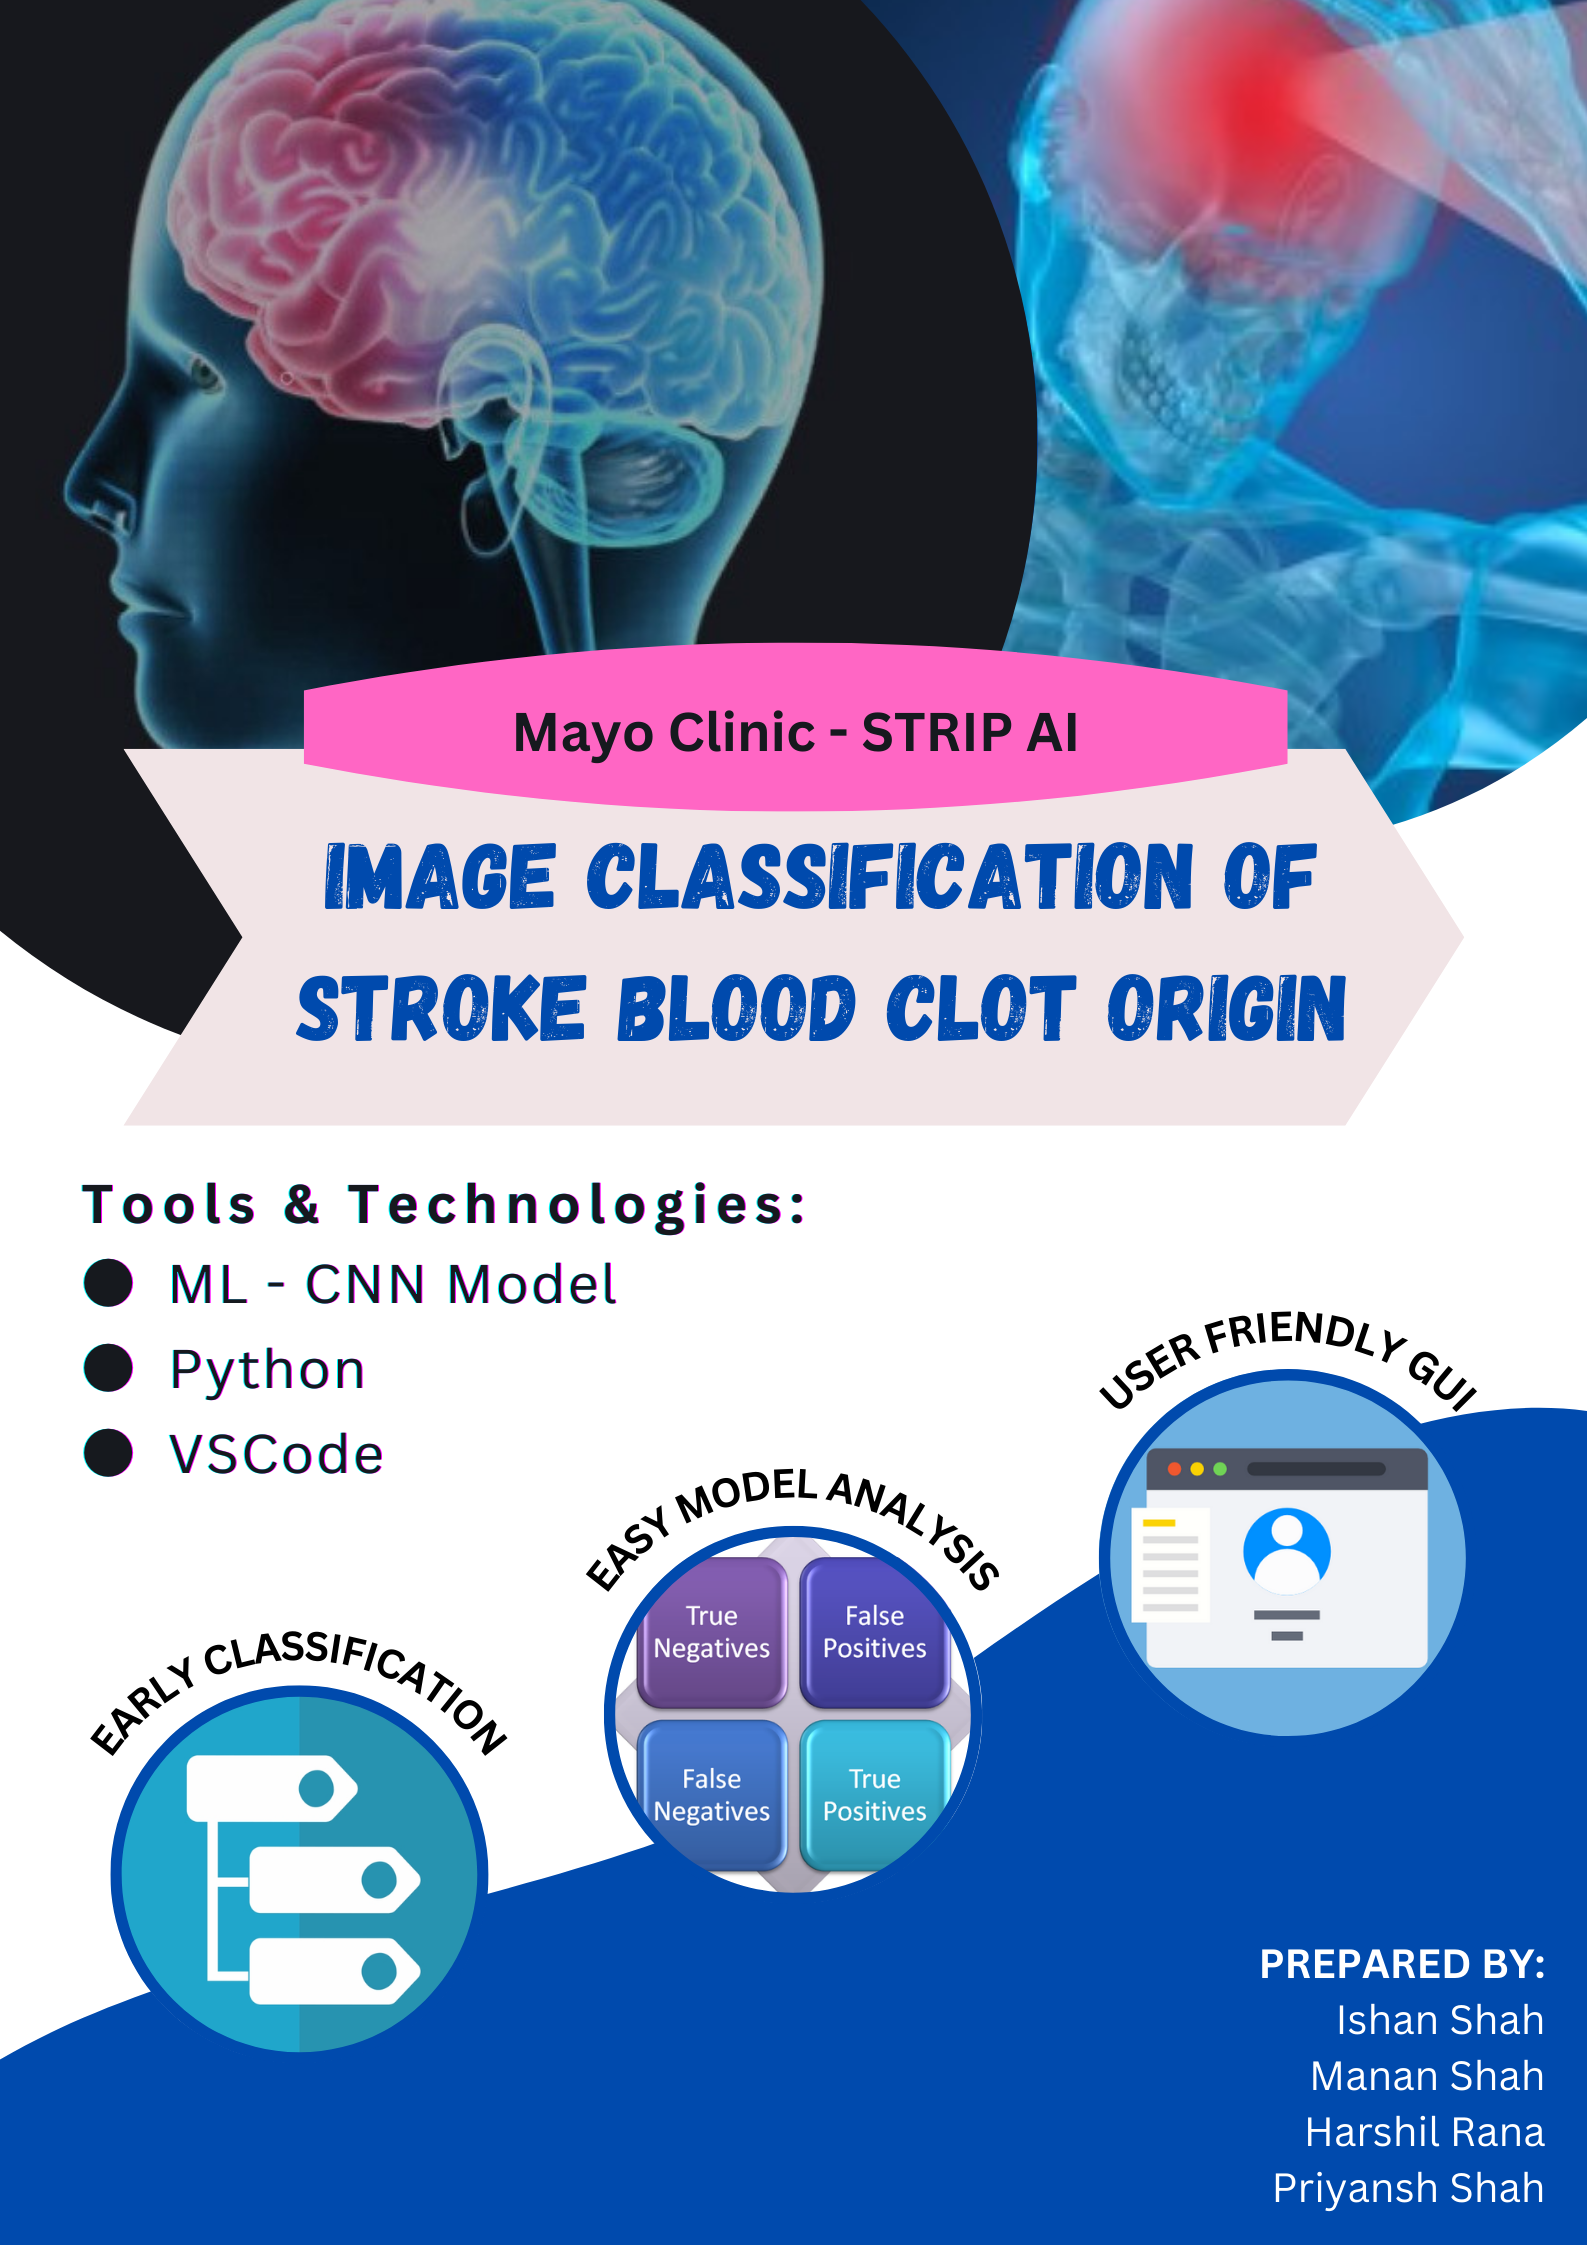 Mayo Clinic - STRIP AI
IMAGE CLASSIFICATION OF
STROKE BLOOD CLOT ORIGIN
Tools & Technologies:
ML - CNN Model
Python
VSCode
USER FRIENDLY GUI
EASY MODEL ANALYSIS
True
Negatives
False
Positives
False
Negatives
True
Positives
EARLY CLASSIFICATION
PREPARED BY:
Ishan Shah
Manan Shah
Harshil Rana
Priyansh Shah